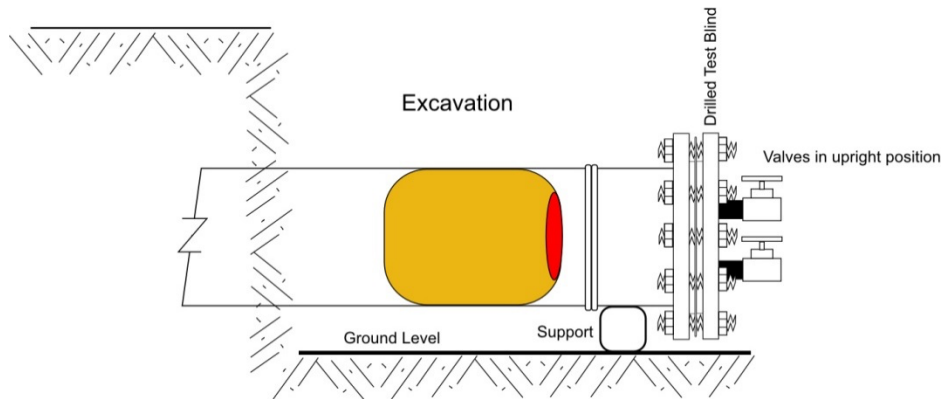 Drilled Test Blind
Excavation
Valves in upright position
Support
Ground Level